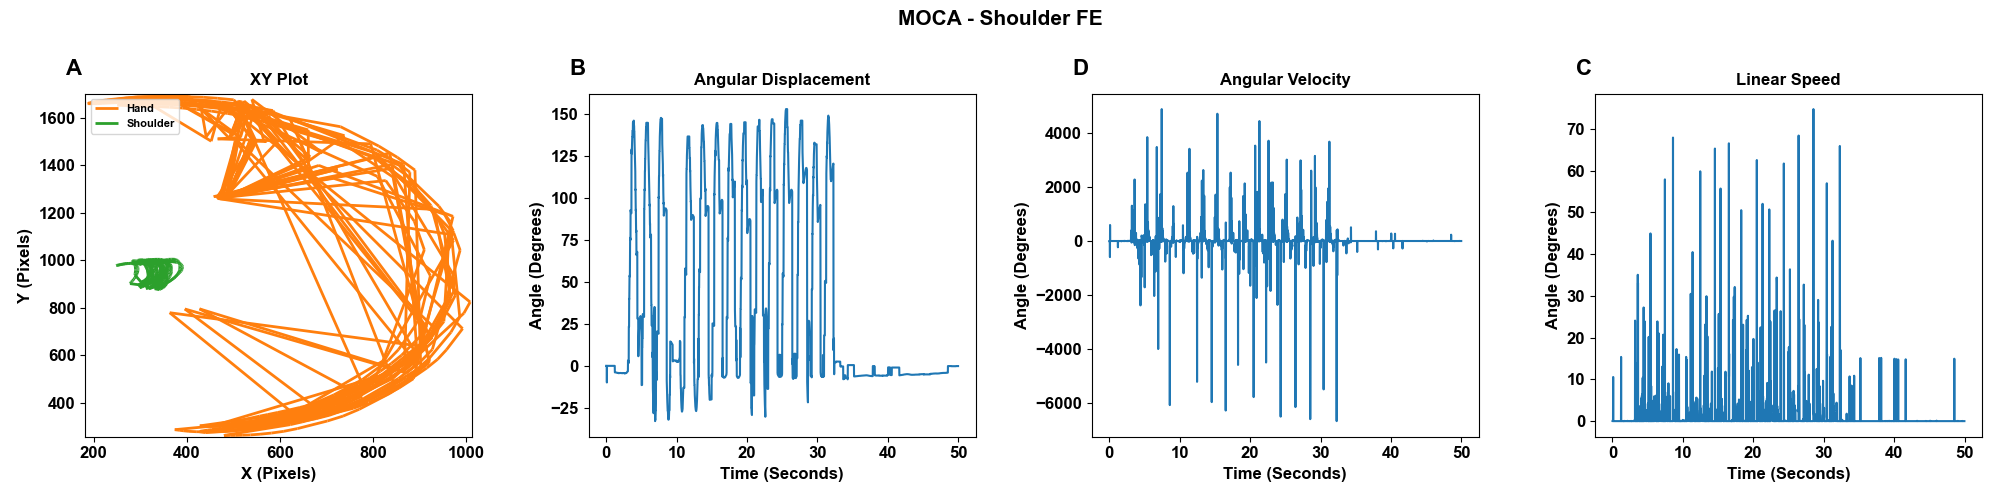 MOCA - Shoulder FE
A
XY Plot
Hand
Shoulder
1600
1400
1200
1000
800
600
400
200
400
600
800
1000
Y (Pixels)
X (Pixels)
B
Angular Displacement
150
125
100
75
50
25
0
−25
0
10
20
30
40
50
Angle (Degrees)
Time (Seconds)
D
Angular Velocity
4000
2000
0
−2000
−4000
−6000
0
10
20
30
40
50
Angle (Degrees)
Time (Seconds)
C
Linear Speed
70
60
50
40
30
20
10
0
0
10
20
30
40
50
Angle (Degrees)
Time (Seconds)